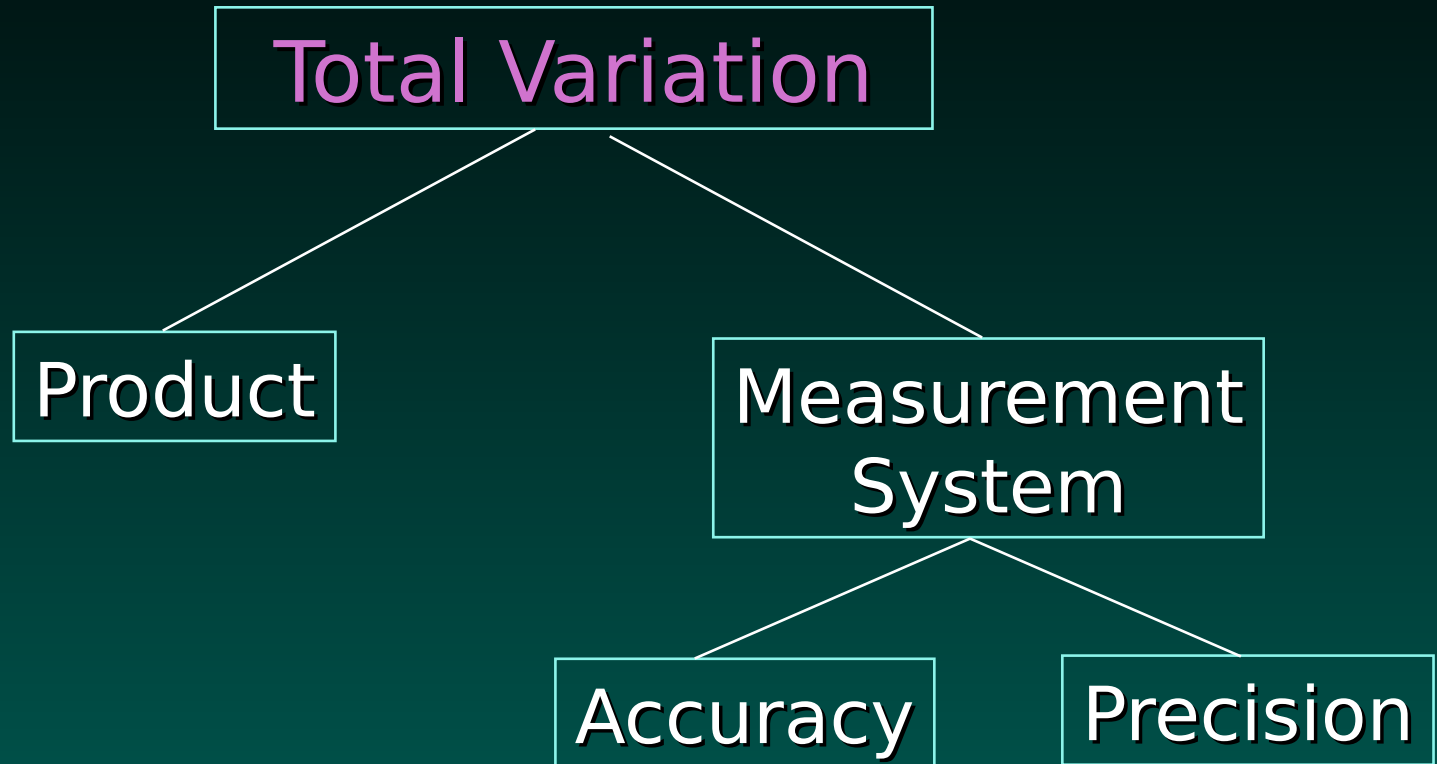 Total Variation
Product
Measurement
System
Accuracy
Precision